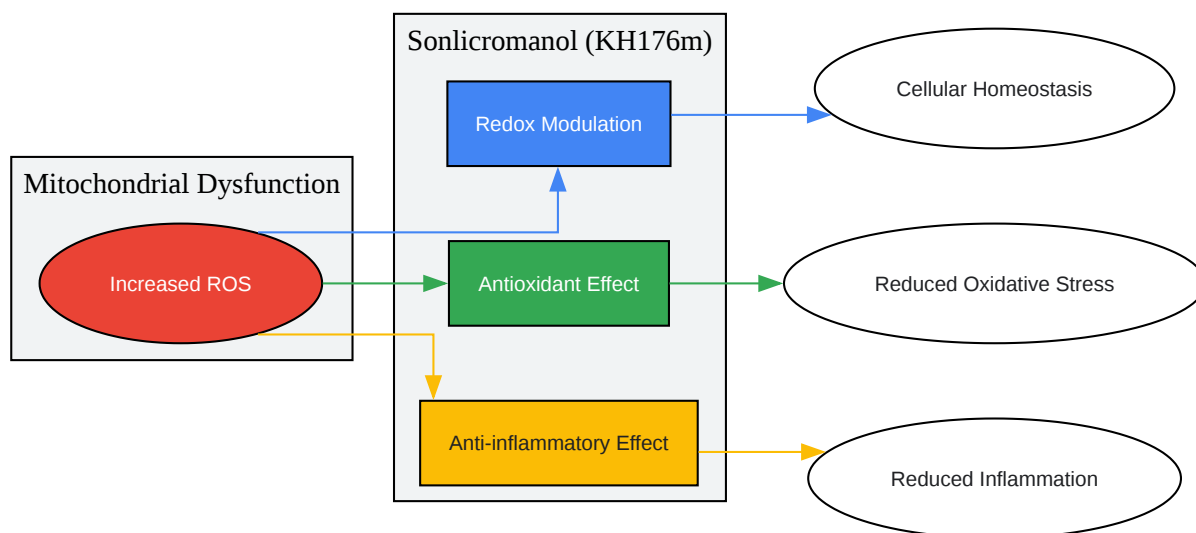 Sonlicromanol (KH176m)
Redox Modulation
Cellular Homeostasis
Mitochondrial Dysfunction
Increased ROS
Antioxidant Effect
Reduced Oxidative Stress
Anti-inflammatory Effect
Reduced Inflammation